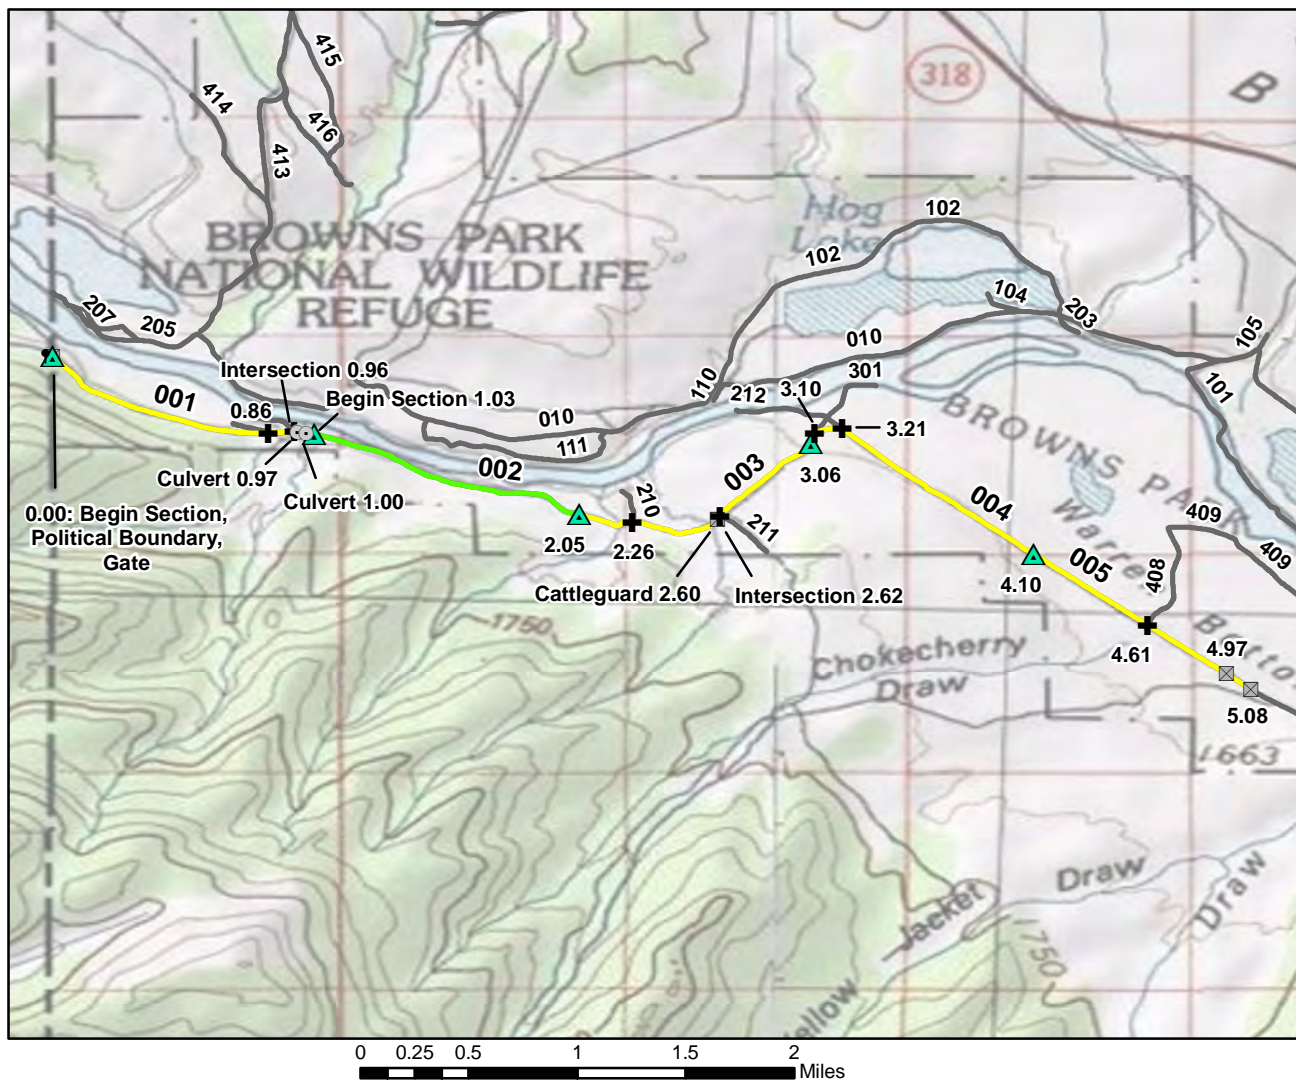 415
414
416
413
318
B
Hog
Lake
102
102
BROWNS PARK
NATIONAL WILDLIFE
REFUGE
104
203
207
205
010
105
Intersection 0.96
110
212
3.10
301
101
001
0.86
Begin Section 1.03
010
111
3.21
BROWNS PARK
Culvert 0.97
Culvert 1.00
002
003
3.06
0.00: Begin Section,
Political Boundary,
Gate
210
211
004
Warre
409
409
2.05
2.26
005
408
4.10
Cattleguard 2.60
Intersection 2.62
1750
4.61
Botto
4.97
Chokecherry
Draw
5.08
1663
Jacket
Draw
Draw
1750
ellow
0 0.25 0.5 1 1.5 2
Miles